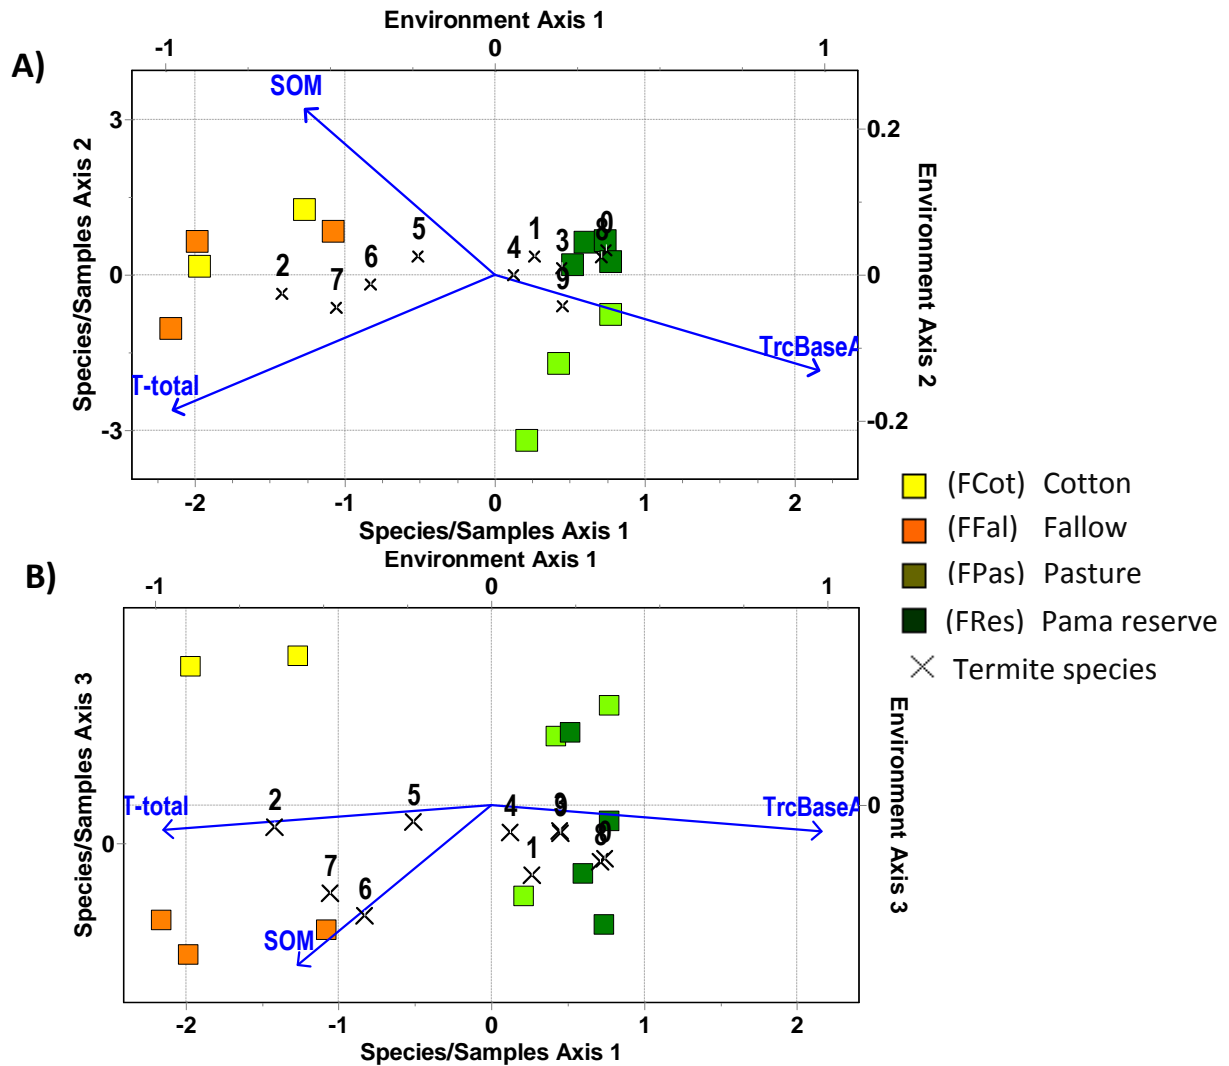 Environment Axis 1
-1 0 1
A)
SOM
3
0.2
Species/Samples Axis 2
Environment Axis 2
5 1 0
6 4 3 8
2 7 9
0 0
TrcBaseA
T-total
-3 -0.2
-2 -1 0 1 2
Species/Samples Axis 1
(FCot) Cotton
(FFal) Fallow
(FPas) Pasture
(FRes) Pama reserve
Termite species
B)
Environment Axis 1
-1 0 1
Species/Samples Axis 3
Environment Axis 3
T-total 2 5 4 3 TrcBaseA 0
9
0 1 8 0
7
6
SOM
-2 -1 0 1 2
Species/Samples Axis 1